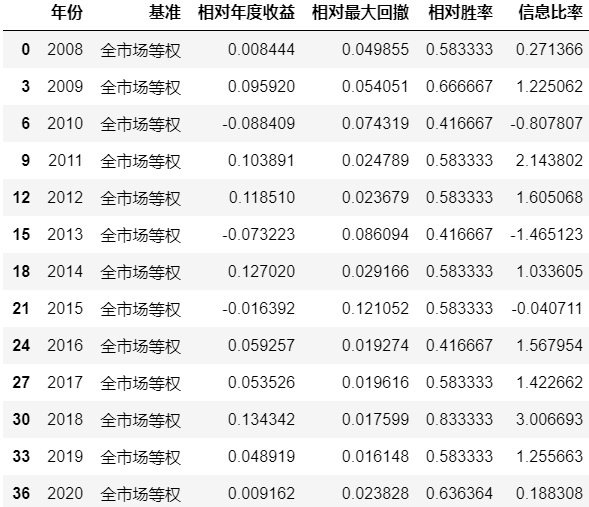 年份 基准 相对年度收益 相对最大回撤 相对胜率 信息比率
0 2008 全市场等权 0.008444 0.049855 0.583333 0.271366
3 2009 全市场等权 0.095920 0.054051 0.666667 1.225062
6 2010 全市场等权 -0.088409 0.074319 0.416667 -0.807807
9 2011 全市场等权 0.103891 0.024789 0.583333 2.143802
12 2012 全市场等权 0.118510 0.023679 0.583333 1.605068
15 2013 全市场等权 -0.073223 0.086094 0.416667 -1.465123
18 2014 全市场等权 0.127020 0.029166 0.583333 1.033605
21 2015 全市场等权 -0.016392 0.121052 0.583333 -0.040711
24 2016 全市场等权 0.059257 0.019274 0.416667 1.567954
27 2017 全市场等权 0.053526 0.019616 0.583333 1.422662
30 2018 全市场等权 0.134342 0.017599 0.833333 3.006693
33 2019 全市场等权 0.048919 0.016148 0.583333 1.255663
36 2020 全市场等权 0.009162 0.023828 0.636364 0.188308